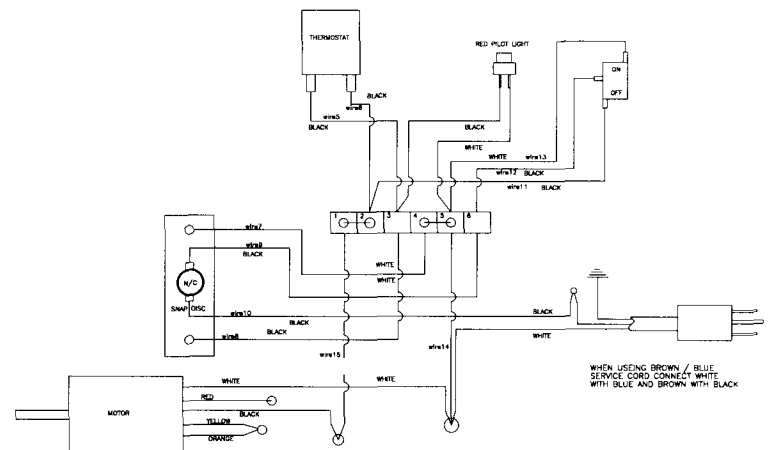 THERMOSTAT
RED PILOT LIGHT
ON
OFF
BLACK
wire6
wire5
BLACK
BLACK
WHITE
WHITE wire13
wire12 BLACK
wire11 BLACK
1 2 3 4 5 6
wire7
wire9
BLACK
WHITE
WHITE
N/C
SNAP DISC
wire10
BLACK
BLACK
wire8
BLACK
WHITE
wire15
wire14
WHEN USEING BROWN / BLUE
SERVICE CORD CONNECT WHITE
WITH BLUE AND BROWN WITH BLACK
WHITE
WHITE
RED
BLACK
MOTOR
YELLOW
ORANGE